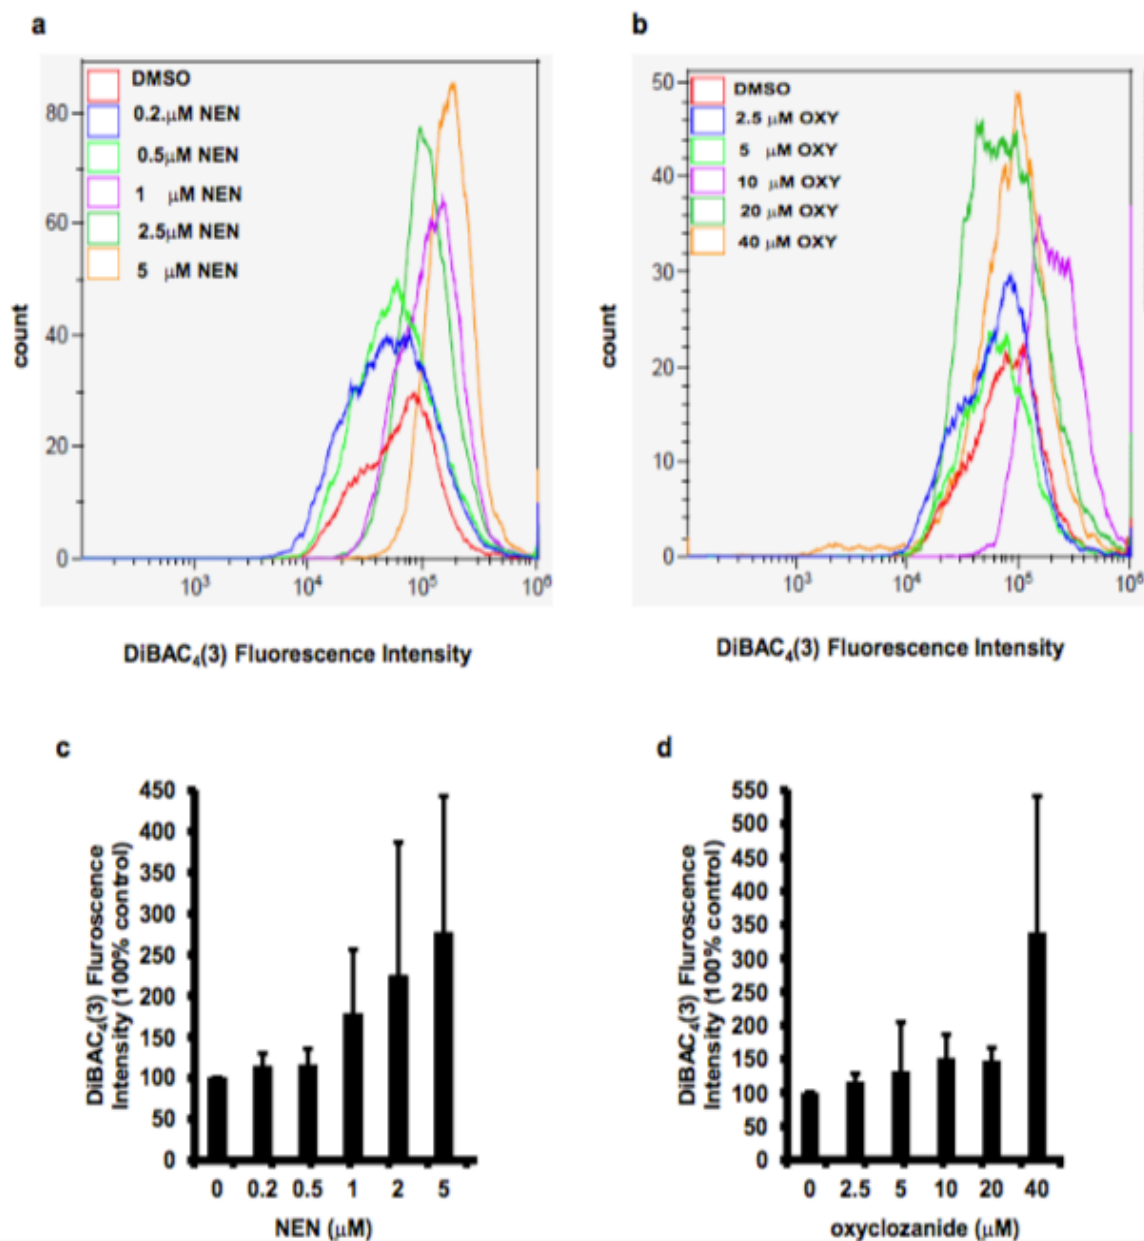 a
DMSO
0.2.μM NEN
0.5μM NEN
1 μM NEN
2.5μM NEN
5 μM NEN
80
60
40
20
0
count
10³
10⁴
10⁵
10⁶
DiBAC₄(3) Fluorescence Intensity
b
DMSO
2.5 μM OXY
5 μM OXY
10 μM OXY
20 μM OXY
40 μM OXY
50
40
30
20
10
0
count
10³
10⁴
10⁵
10⁶
DiBAC₄(3) Fluorescence Intensity
c
DiBAC₄(3) Fluroscence
Intensity (100% control)
450
400
350
300
250
200
150
100
50
0
0 0.2 0.5 1 2 5
NEN (μM)
d
DiBAC₄(3) Fluroscence
Intensity (100% control)
550
500
450
400
350
300
250
200
150
100
50
0
0 2.5 5 10 20 40
oxyclozanide (μM)